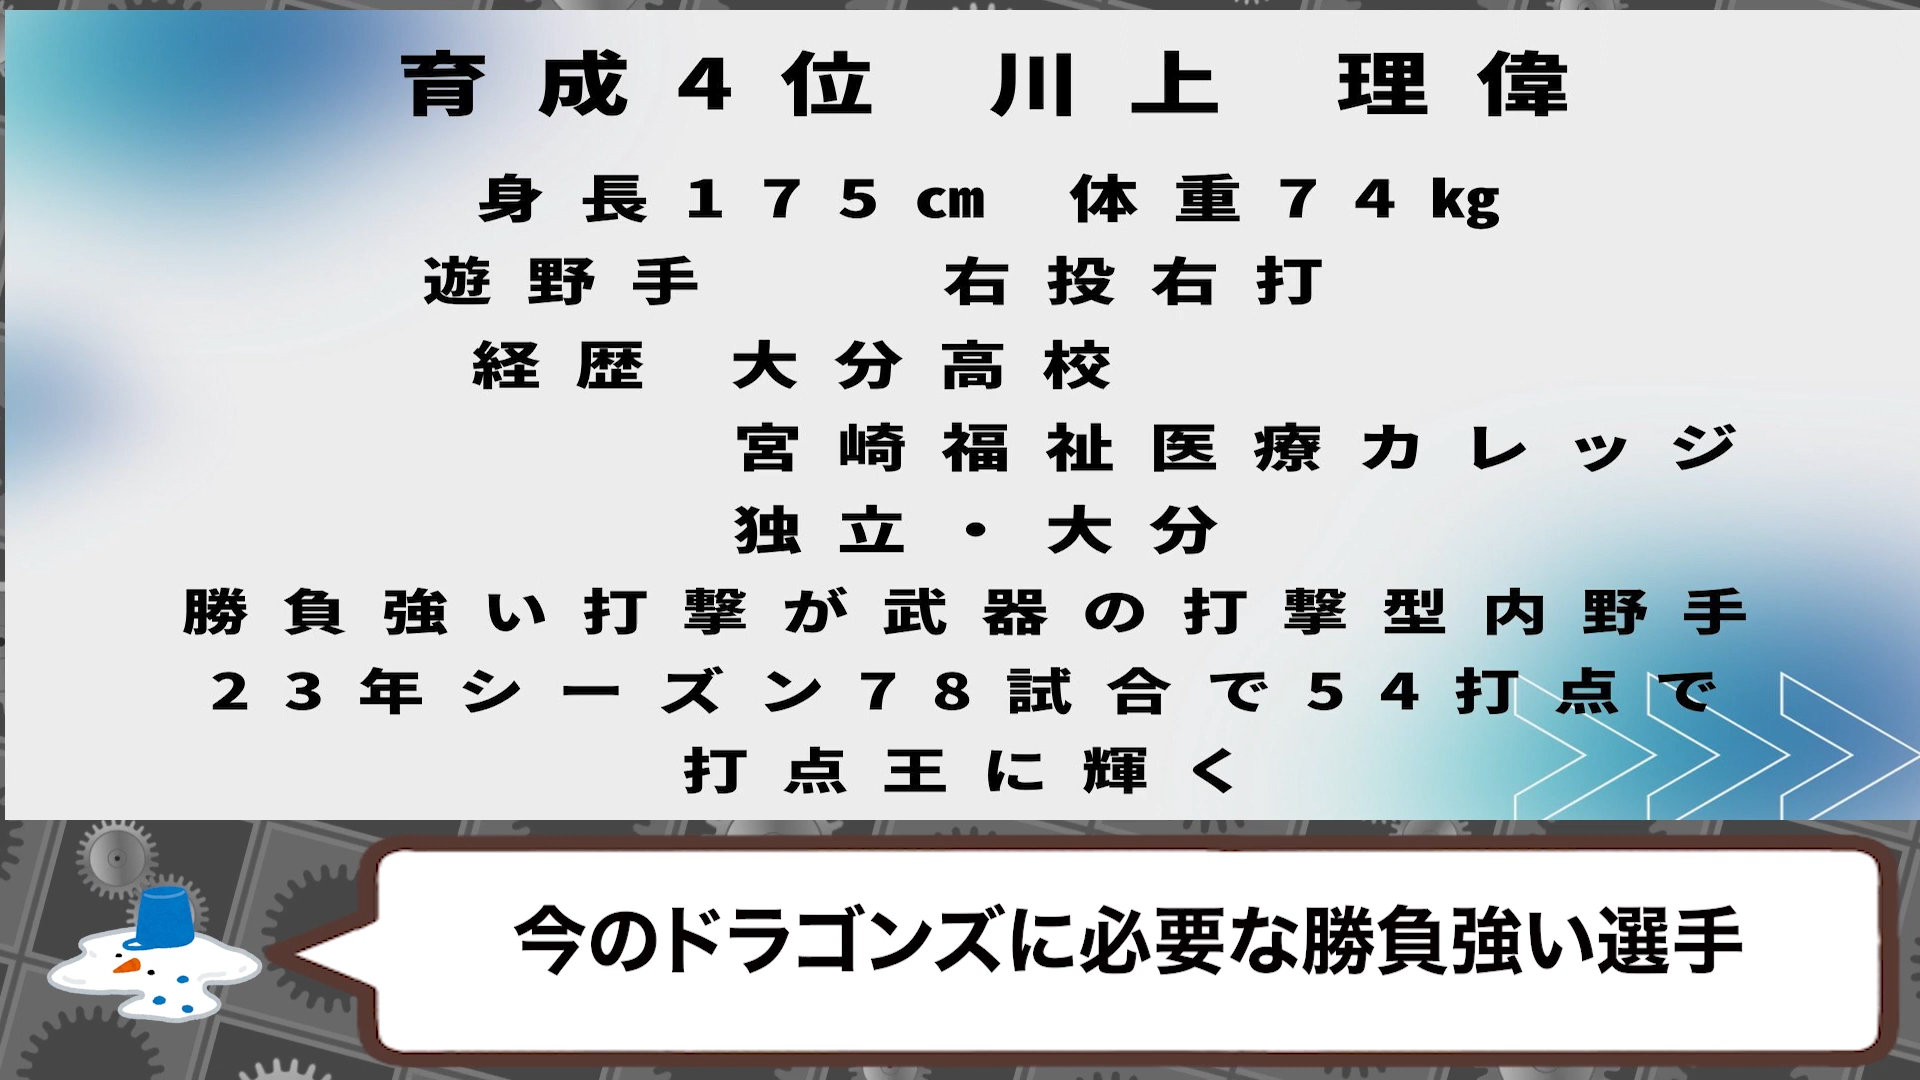 育成4位 川上 理偉
身長175cm 体重74kg
遊野手 右投右打
経歴 大分高校
宮崎福祉医療カレッジ
独立・大分
勝負強い打撃が武器の打撃型内野手
23年シーズン78試合で54打点で
打点王に輝く
今のドラゴンズに必要な勝負強い選手